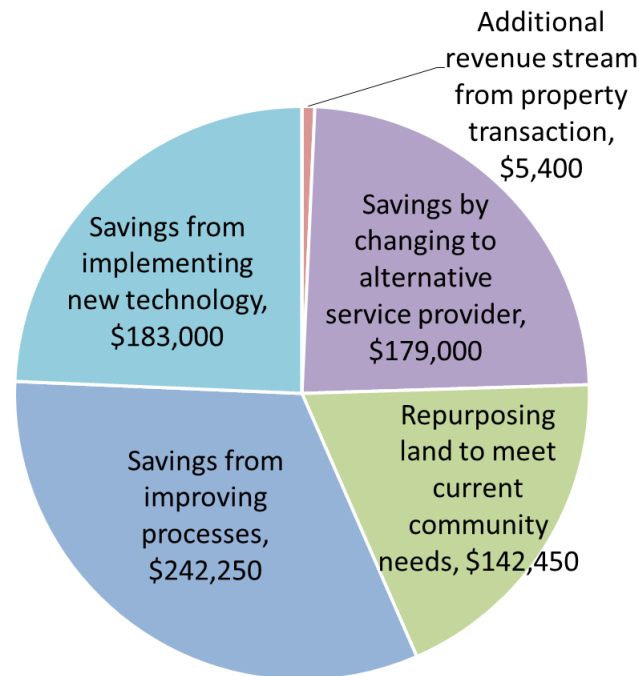 Additional
revenue stream
from property
transaction,
$5,400
Savings by
changing to
alternative
service provider,
$179,000
Repurposing
land to meet
current
community
needs, $142,450
Savings from
improving
processes,
$242,250
Savings from
implementing
new technology,
$183,000